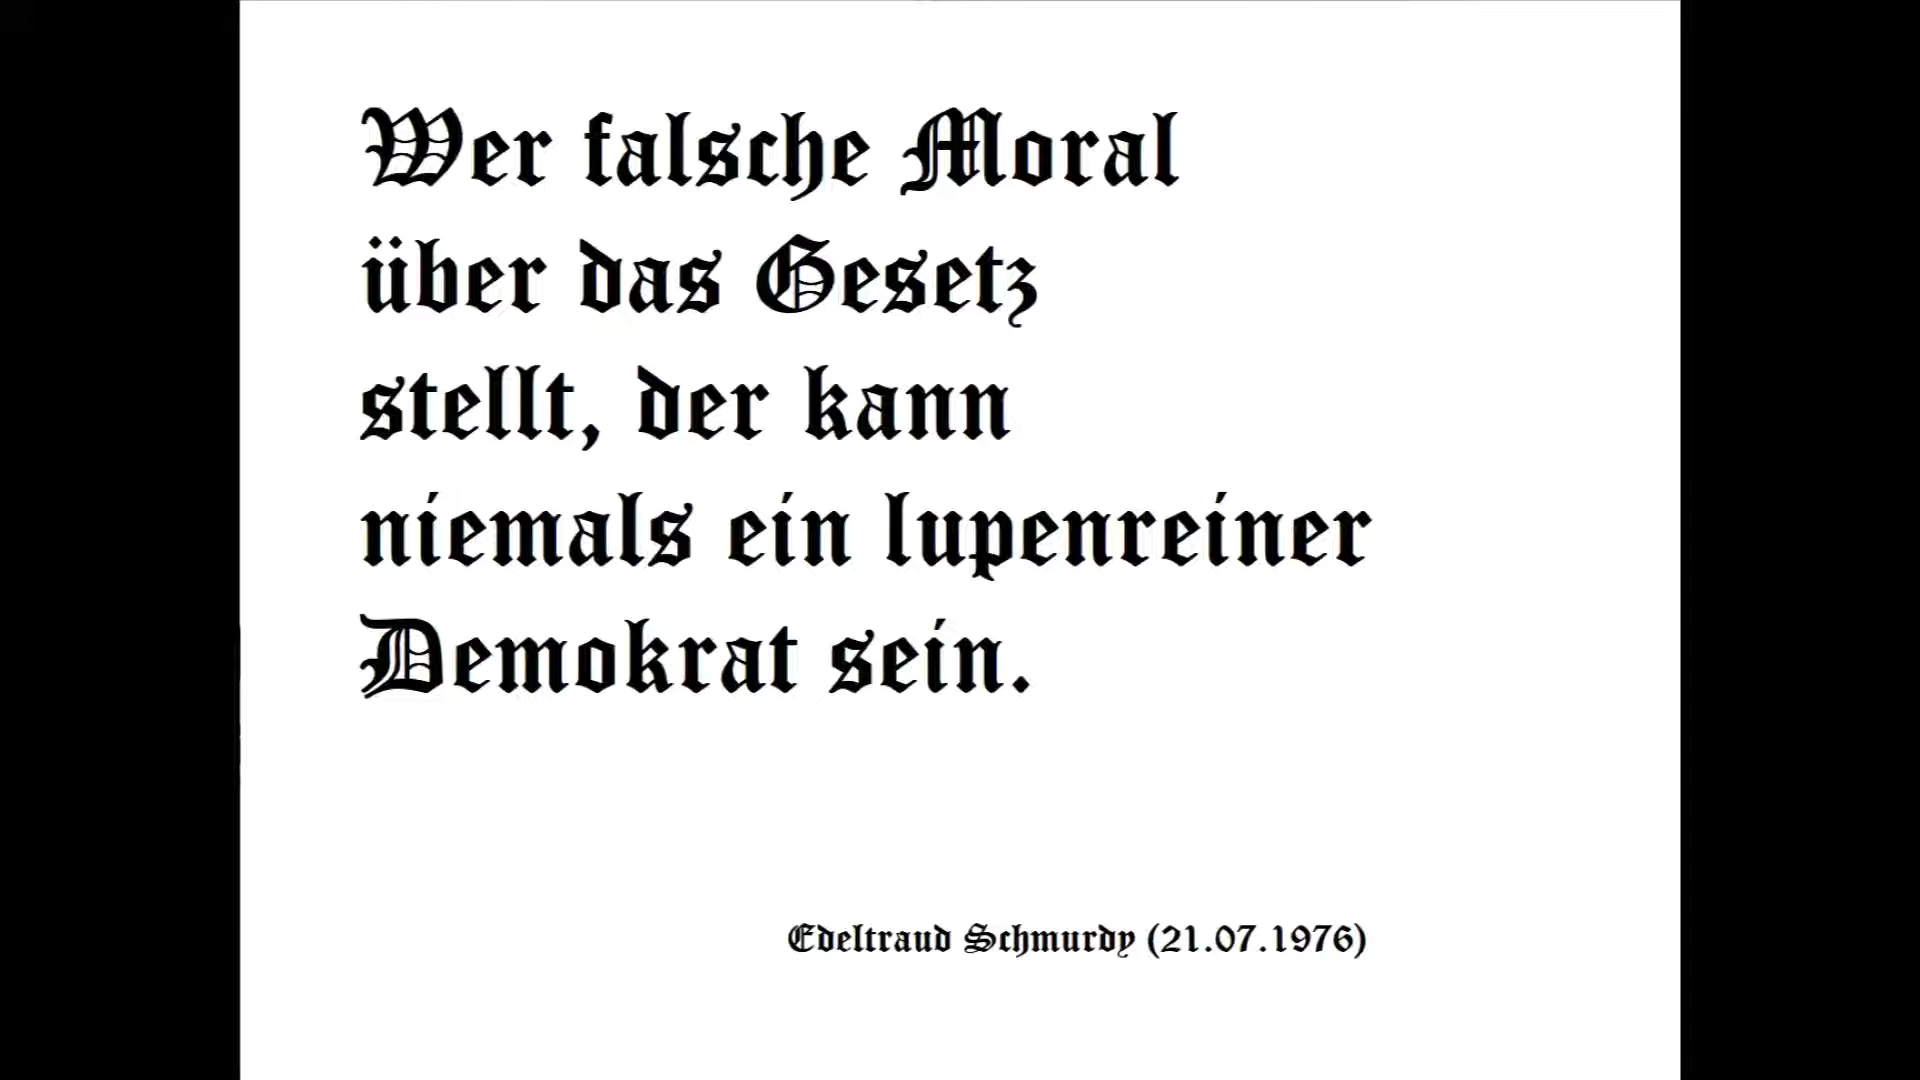 Wer falsche Moral
über das Gesetz
stellt, der kann
niemals ein lupenreiner
Demokrat sein.
Edeltraud Schmurdy (21.07.1976)